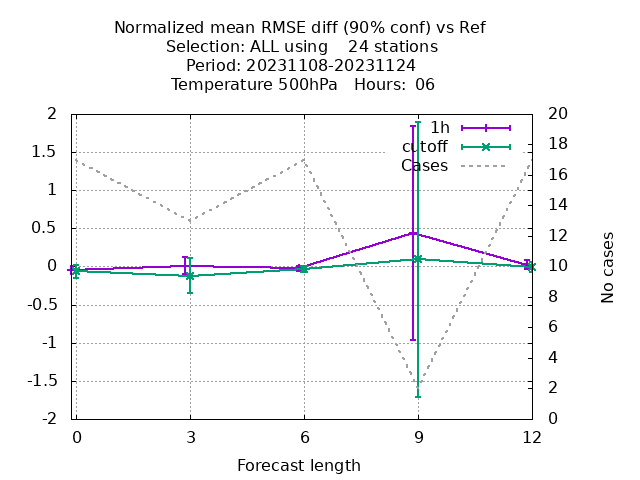 Normalized mean RMSE diff (90% conf) vs Ref
Selection: ALL using    24 stations
Period: 20231108-20231124
Temperature 500hPa   Hours:  06
1h
cutoff
Cases
2
1.5
1
0.5
0
-0.5
-1
-1.5
-2
20
18
16
14
12
10
8
6
4
2
0
No cases
0 3 6 9 12
Forecast length